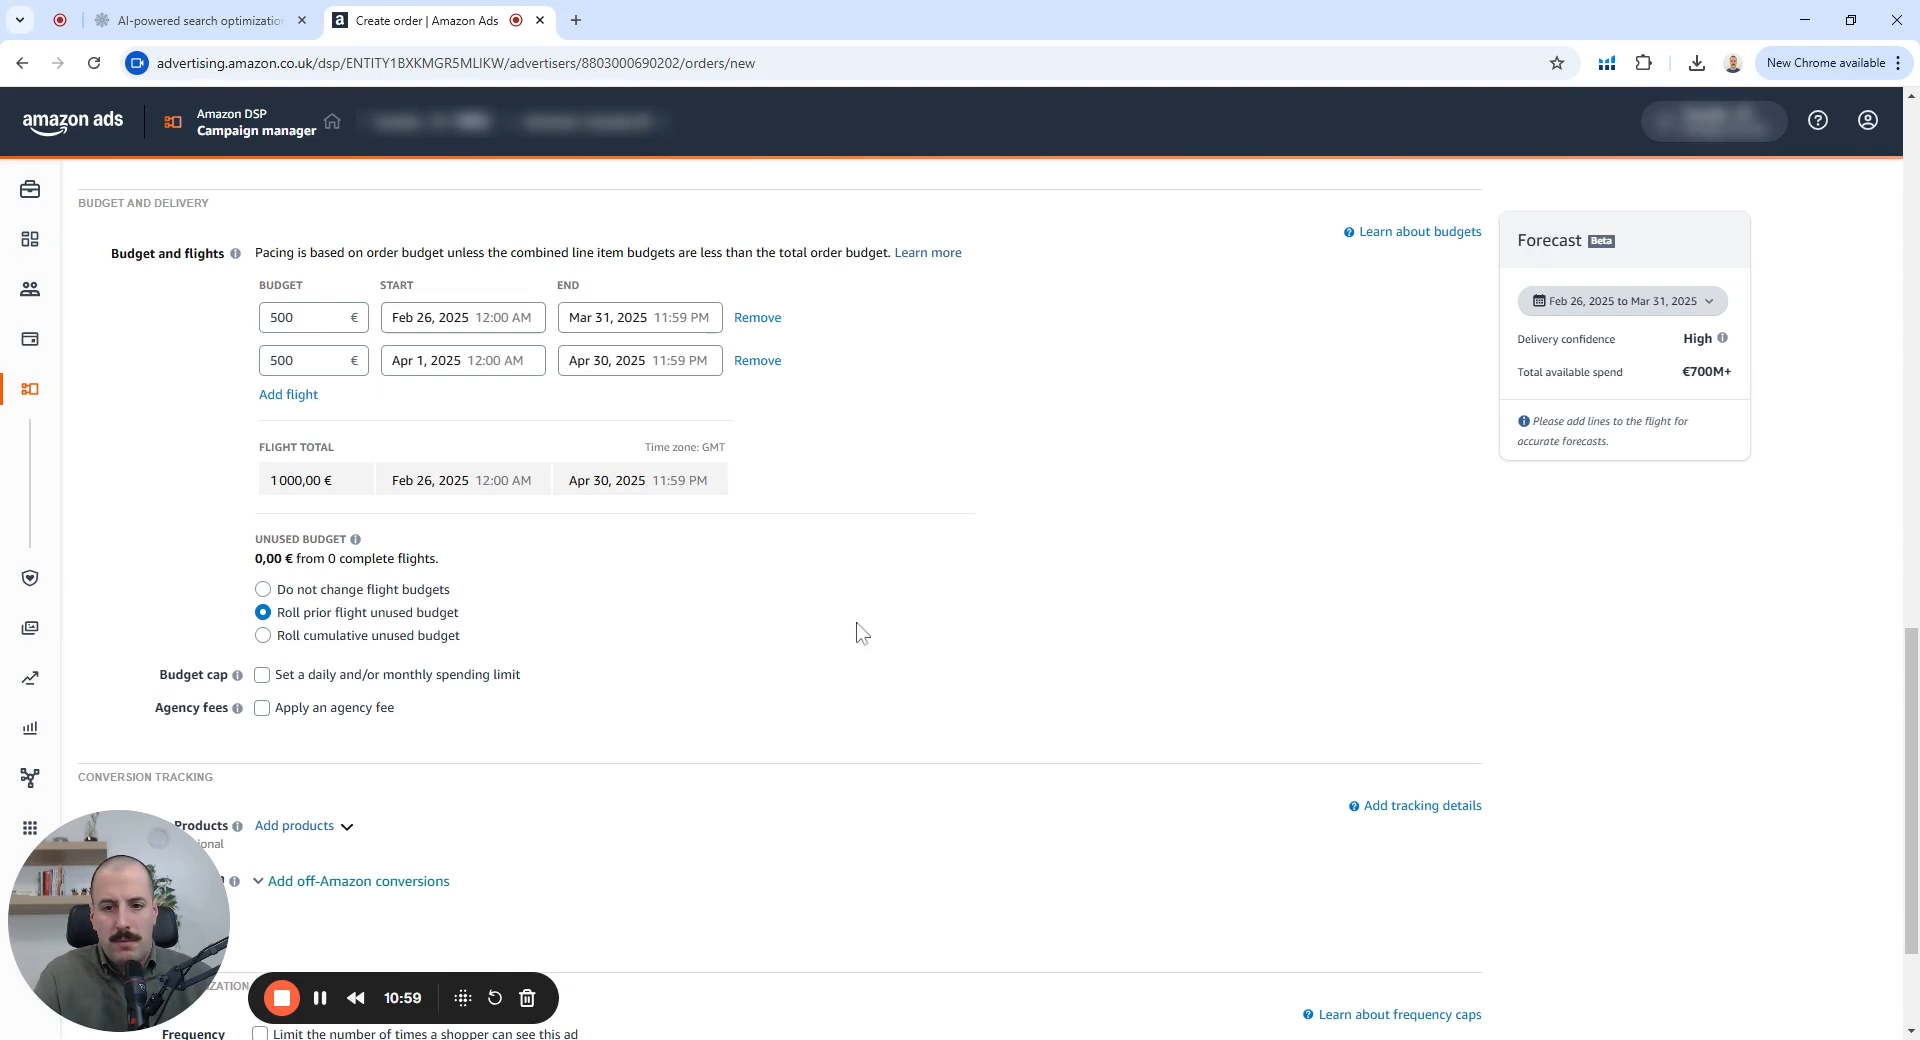 AI-powered search optimizatio
Create order | Amazon Ads
advertising.amazon.co.uk/dsp/ENTITY1BXKMGR5MLIKW/advertisers/8803000690202/orders/new
New Chrome available
amazon ads
Amazon DSP
Campaign manager
BUDGET AND DELIVERY
Learn about budgets
Budget and flights Pacing is based on order budget unless the combined line item budgets are less than the total order budget. Learn more
BUDGET START END
500 € Feb 26, 2025 12:00 AM Mar 31, 2025 11:59 PM Remove
500 € Apr 1, 2025 12:00 AM Apr 30, 2025 11:59 PM Remove
Add flight
FLIGHT TOTAL Time zone: GMT
1 000,00 € Feb 26, 2025 12:00 AM Apr 30, 2025 11:59 PM
UNUSED BUDGET
0,00 € from 0 complete flights.
Do not change flight budgets
Roll prior flight unused budget
Roll cumulative unused budget
Budget cap Set a daily and/or monthly spending limit
Agency fees Apply an agency fee
Forecast Beta
Feb 26, 2025 to Mar 31, 2025
Delivery confidence High
Total available spend €700M+
Please add lines to the flight for
accurate forecasts.
CONVERSION TRACKING
Add tracking details
Products Add products
ional
Add off-Amazon conversions
10:59
ZATION
Learn about frequency caps
Frequency Limit the number of times a shopper can see this ad